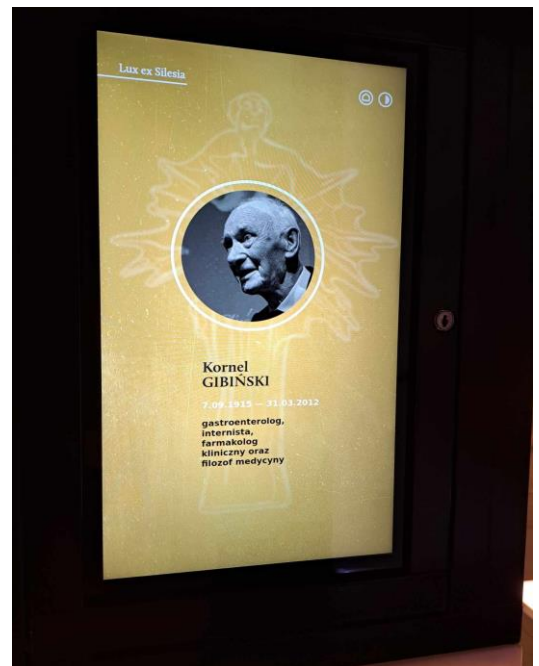 Lux ex Silesia
Kornel
GIBIŃSKI
7.09.1915 — 31.03.2012
gastroenterolog,
internista,
farmakolog
kliniczny oraz
filozof medycyny